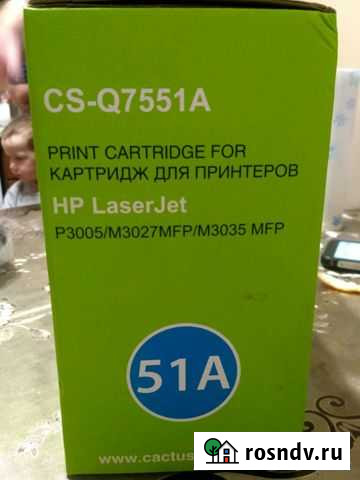 CS-Q7551A
PRINT CARTRIDGE FOR
КАРТРИДЖ ДЛЯ ПРИНТЕРОВ
HP LaserJet
P3005/M3027MFP/M3035 MFP
51A
www.cactus
rosndv.ru